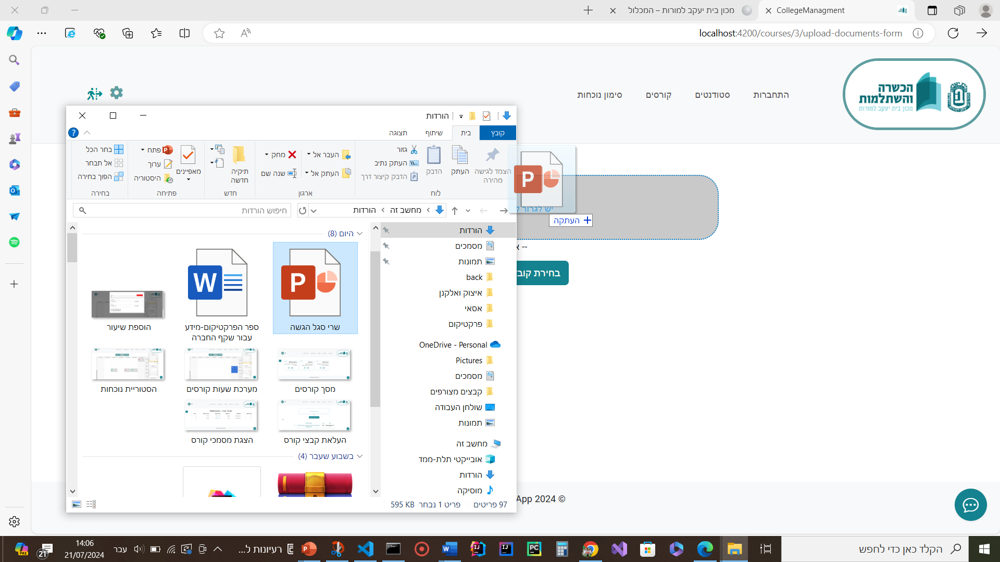 CollegeManagment
מכון בית יעקב למורות – המכלול
localhost:4200/courses/3/upload-documents-form
הכשרה
והשתלמות
מכון בית יעקב למורות
התחברות
סטודנטים
קורסים
סימון נוכחות
הורדות
קובץ
בית
שיתוף
תצוגה
הצמד לגישה
מהירה
העתק
הדבק
גזור
העתק נתיב
הדבק קיצור דרך
לוח
העבר אל
העתק אל
מחק
שנה שם
ארגון
תיקיה
חדשה
חדש
מאפיינים
פתח
ערוך
היסטוריה
פתיחה
בחר הכל
אל תבחר
הפוך בחירה
בחירה
מחשב זה
הורדות
חיפוש הורדות
יש לגרור ל
העתקה
-- א
בחירת קוב
הורדות
מסמכים
תמונות
back
איצוק ואלקנן
אסאי
פרקטיקום
OneDrive - Personal
Pictures
מסמכים
קבצים מצורפים
שולחן העבודה
תמונות
מחשב זה
אובייקטי תלת-ממד
הורדות
מוסיקה
היום (8)
שרי סגל הגשה
ספר הפרקטיקום-מידע
עבור שקף החברה
הוספת שיעור
מסך קורסים
מערכת שעות קורסים
הסטוריית נוכחות
העלאת קבצי קורס
הצגת מסמכי קורס
בשבוע שעבר (4)
97 פריטים
פריט 1 נבחר
595 KB
App 2024 ©
הקלד כאן כדי לחפש
רעיונות ל...
עבר
14:06
21/07/2024
21